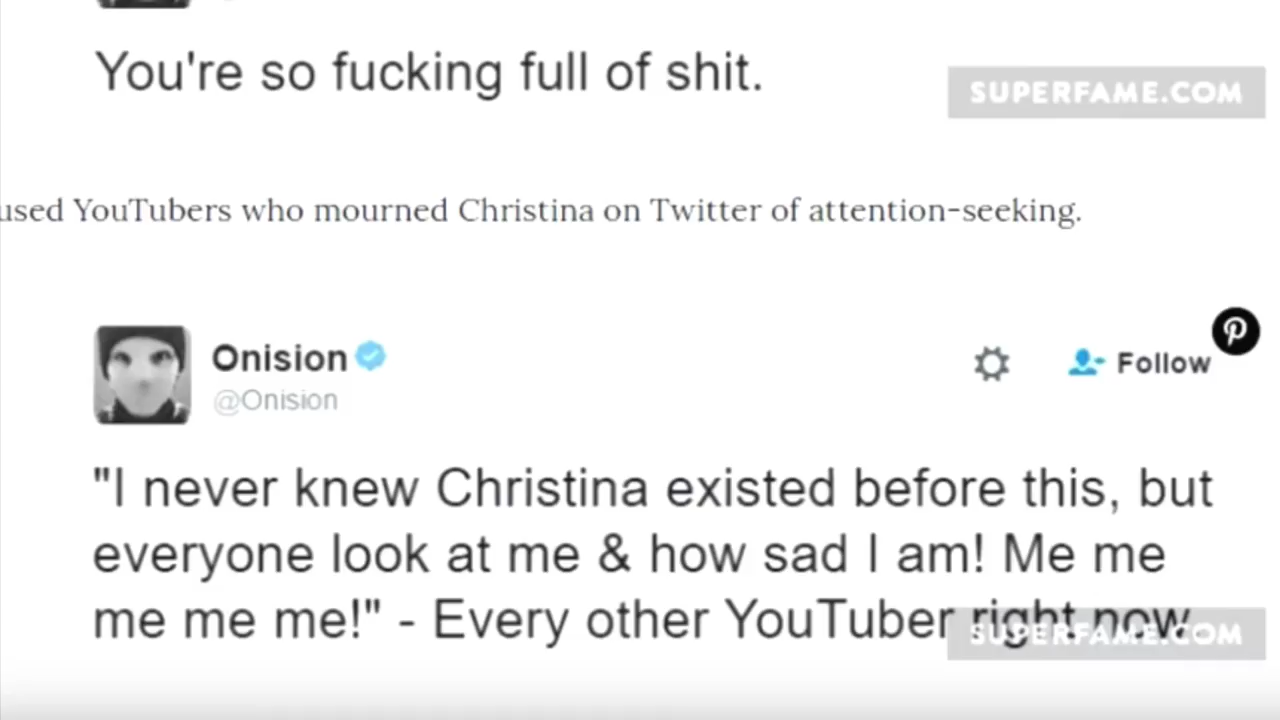 You're so fucking full of shit.
SUPERFAME.COM
used YouTubers who mourned Christina on Twitter of attention-seeking.
Onision
@Onision
Follow
"I never knew Christina existed before this, but
everyone look at me & how sad I am! Me me
me me me!" - Every other YouTuber right now
SUPERFAME.COM